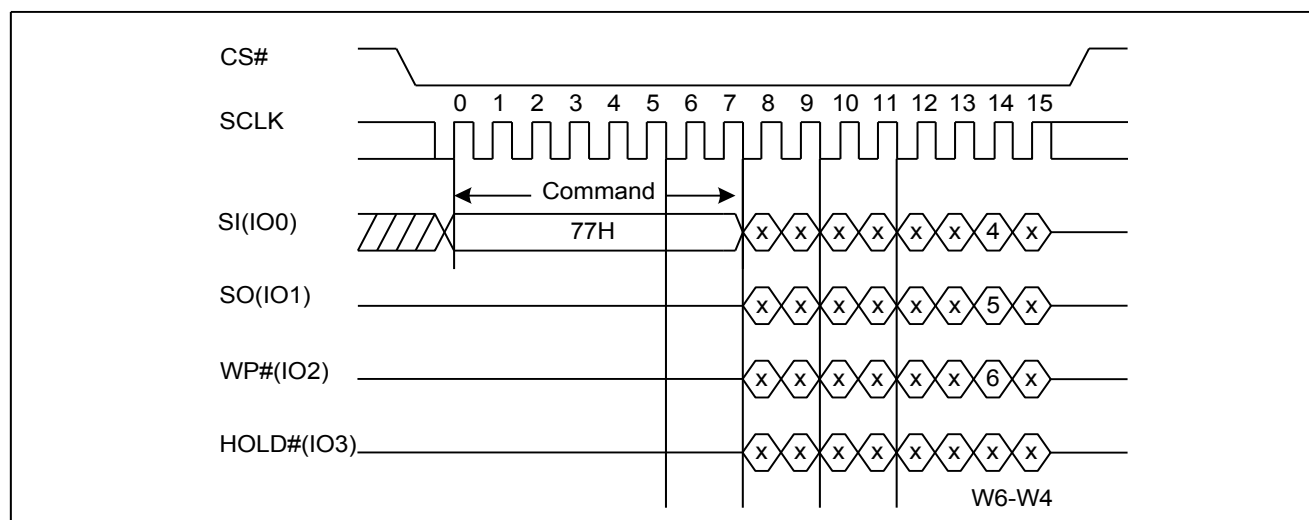 CS#
0 1 2 3 4 5 6 7 8 9 10 11 12 13 14 15
SCLK
Command
SI(IO0) 77H x x x x x x 4 x
SO(IO1) x x x x x x 5 x
WP#(IO2) x x x x x x 6 x
HOLD#(IO3) x x x x x x x x
W6-W4